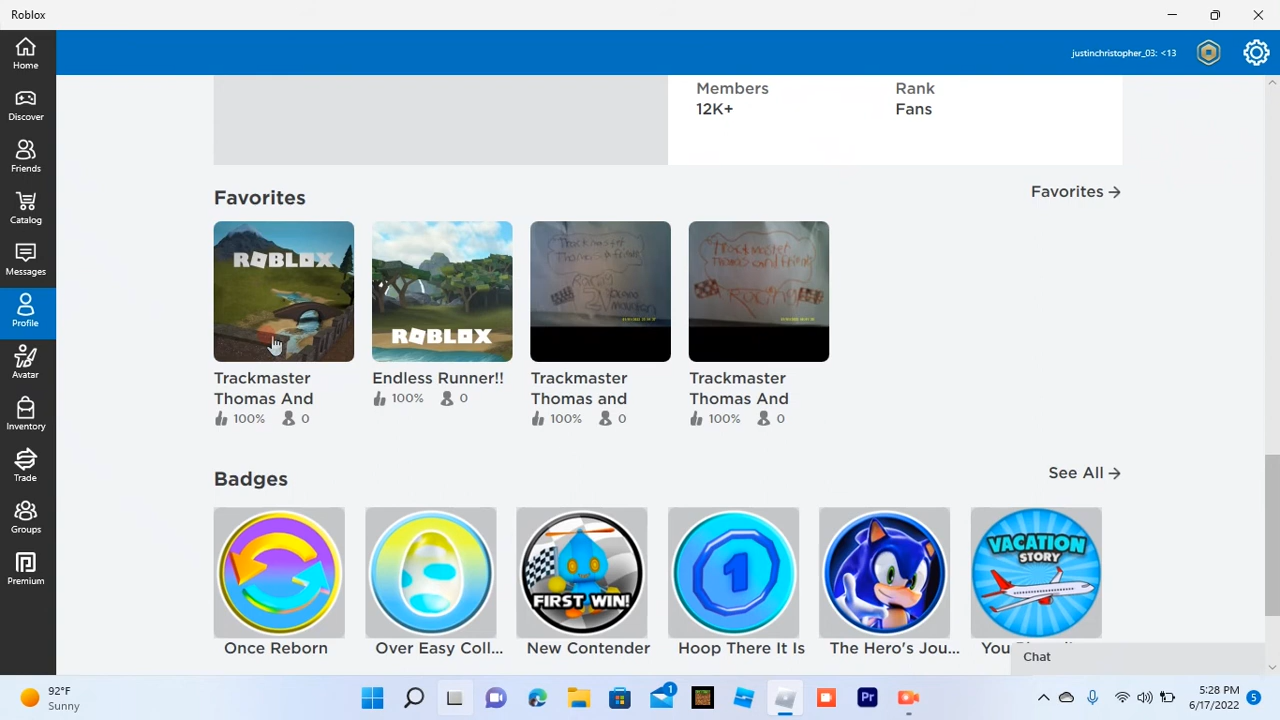 Roblox
justinchristopher_03: <13
Home
Discover
Friends
Catalog
Messages
Profile
Avatar
Inventory
Trade
Groups
Premium
Members
12K+
Rank
Fans
Favorites
Favorites →
ROBLOX
ROBLOX
Trackmaster
Thomas And
100% 0
Endless Runner!!
100% 0
Trackmaster
Thomas and
100% 0
Trackmaster
Thomas And
100% 0
Badges
See All →
FIRST WIN!
1
VACATION
STORY
Once Reborn
Over Easy Coll...
New Contender
Hoop There It Is
The Hero's Jou...
Chat
92°F
Sunny
1
Pr
5:28 PM
6/17/2022
5